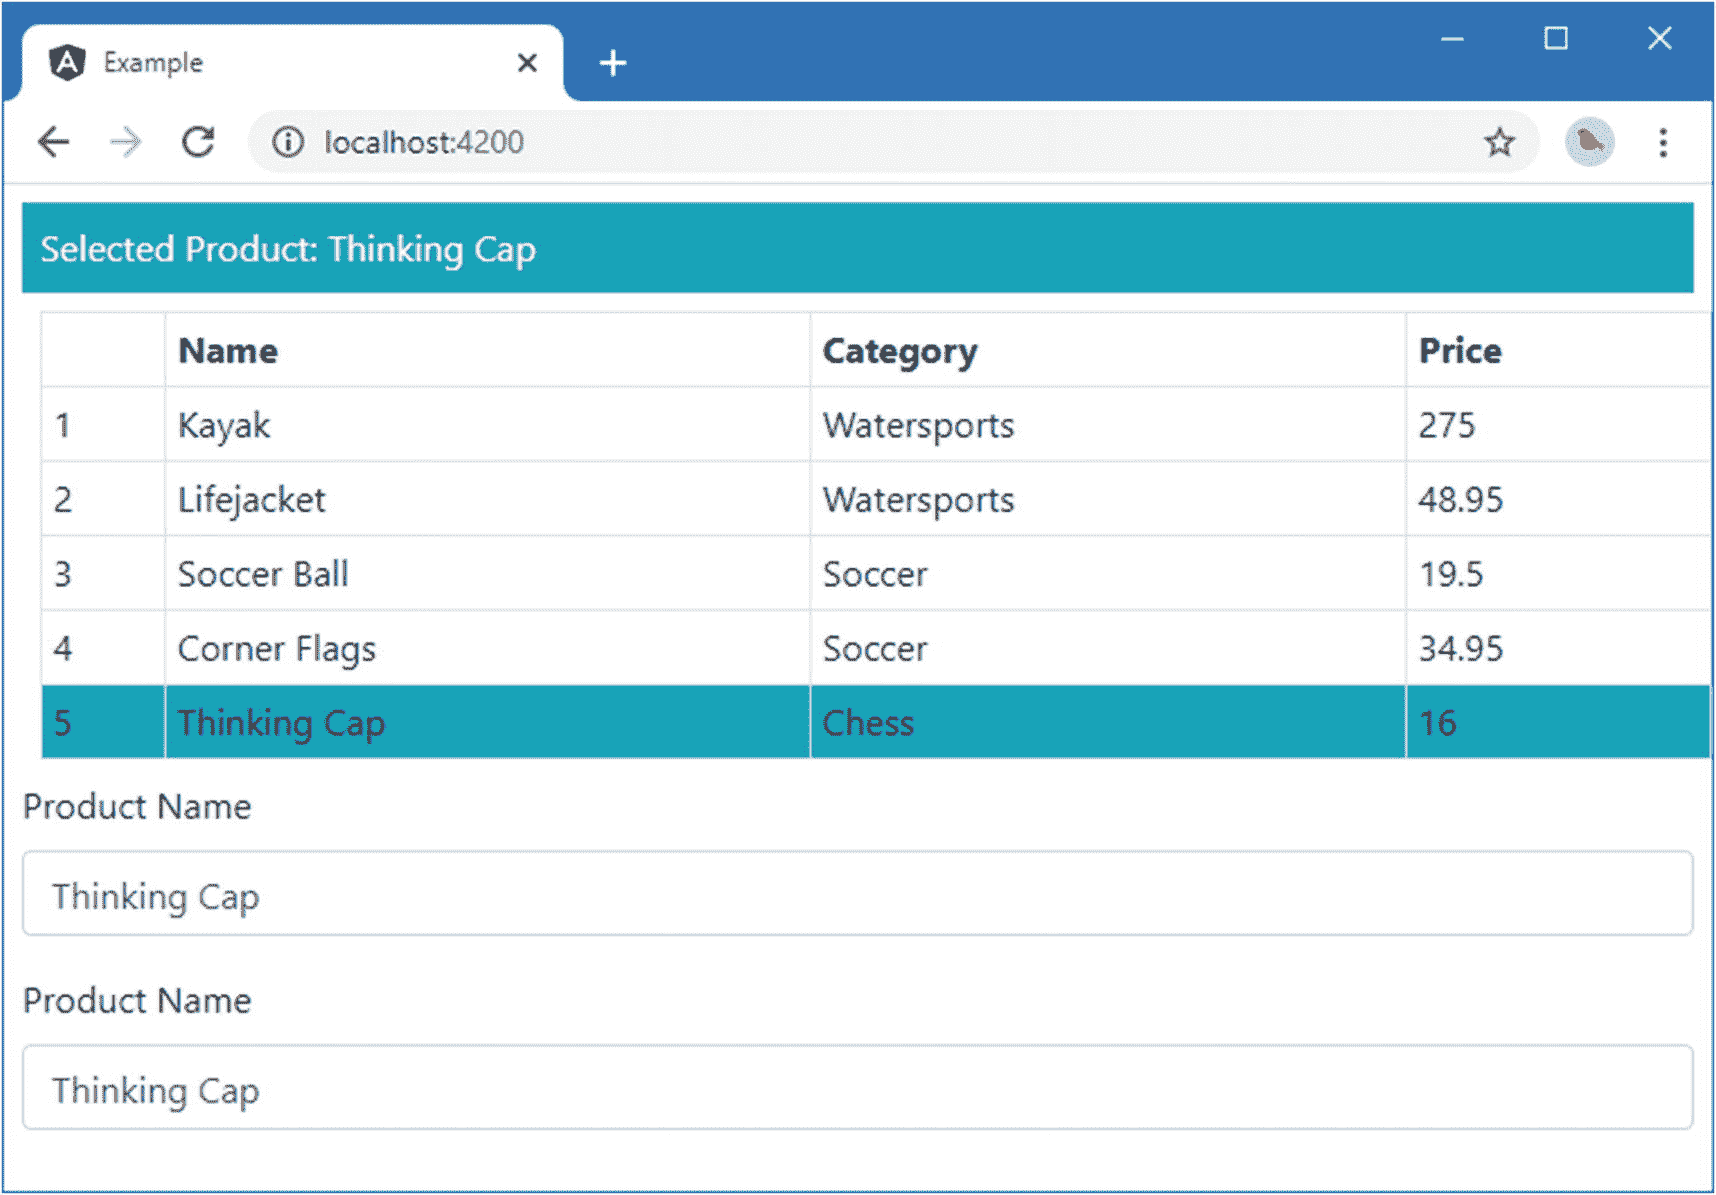 Example
localhost:4200
Selected Product: Thinking Cap
Name Category Price
1 Kayak Watersports 275
2 Lifejacket Watersports 48.95
3 Soccer Ball Soccer 19.5
4 Corner Flags Soccer 34.95
5 Thinking Cap Chess 16
Product Name
Thinking Cap
Product Name
Thinking Cap